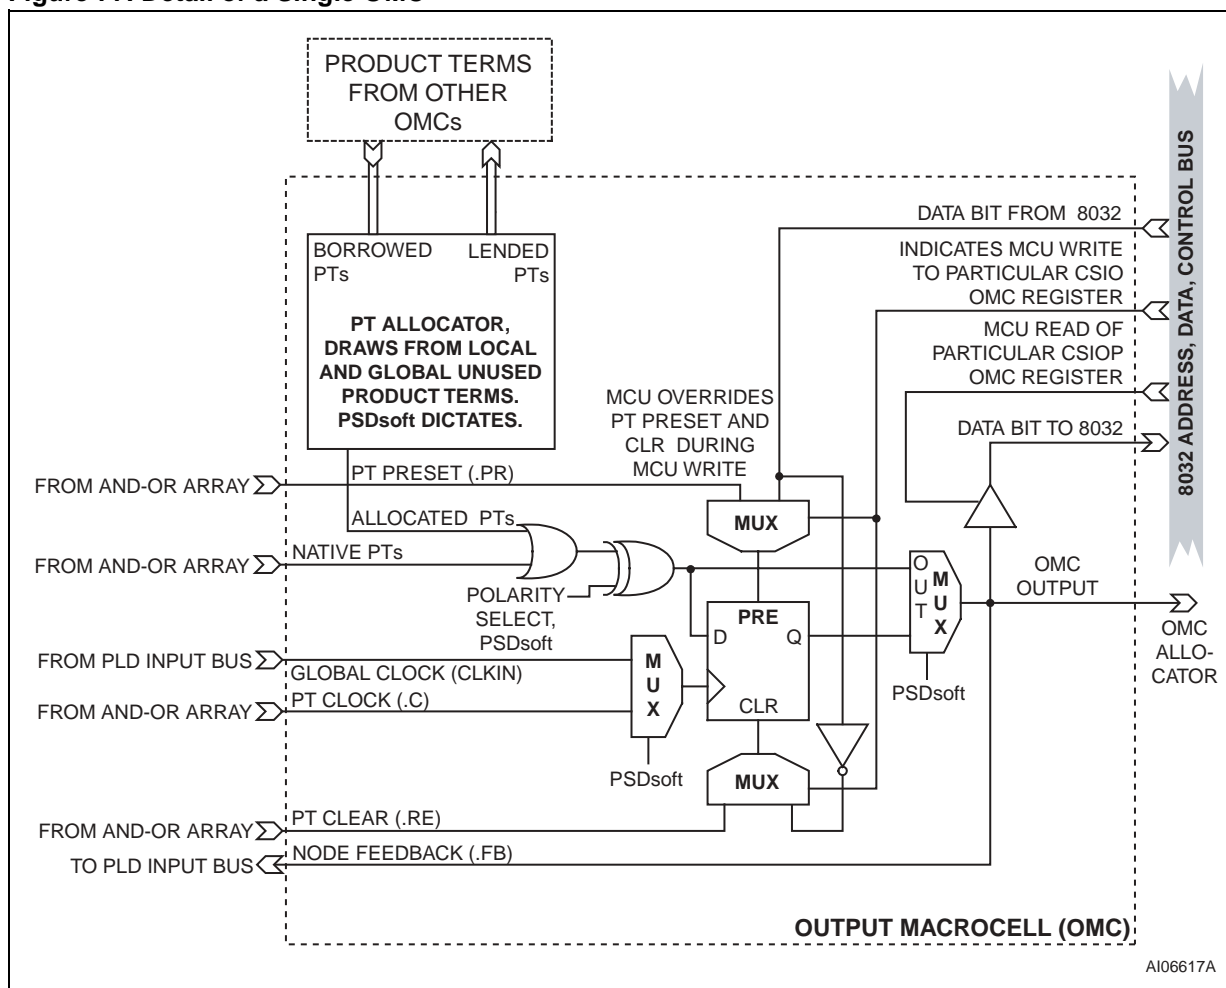 PRODUCT TERMS
FROM OTHER
OMCs
BORROWED
PTs
LENDED
PTs
PT ALLOCATOR,
DRAWS FROM LOCAL
AND GLOBAL UNUSED
PRODUCT TERMS.
PSDsoft DICTATES.
DATA BIT FROM 8032
INDICATES MCU WRITE
TO PARTICULAR CSIO
OMC REGISTER
MCU READ OF
PARTICULAR CSIOP
OMC REGISTER
DATA BIT TO 8032
8032 ADDRESS, DATA, CONTROL BUS
MCU OVERRIDES
PT PRESET AND
CLR DURING
MCU WRITE
FROM AND-OR ARRAY
PT PRESET (.PR)
MUX
ALLOCATED PTs
FROM AND-OR ARRAY
NATIVE PTs
POLARITY
SELECT,
PSDsoft
PRE
D
Q
CLR
OUT
MUX
PSDsoft
OMC
OUTPUT
OMC
ALLO-
CATOR
FROM PLD INPUT BUS
GLOBAL CLOCK (CLKIN)
FROM AND-OR ARRAY
PT CLOCK (.C)
MUX
PSDsoft
MUX
FROM AND-OR ARRAY
PT CLEAR (.RE)
TO PLD INPUT BUS
NODE FEEDBACK (.FB)
OUTPUT MACROCELL (OMC)
AI06617A